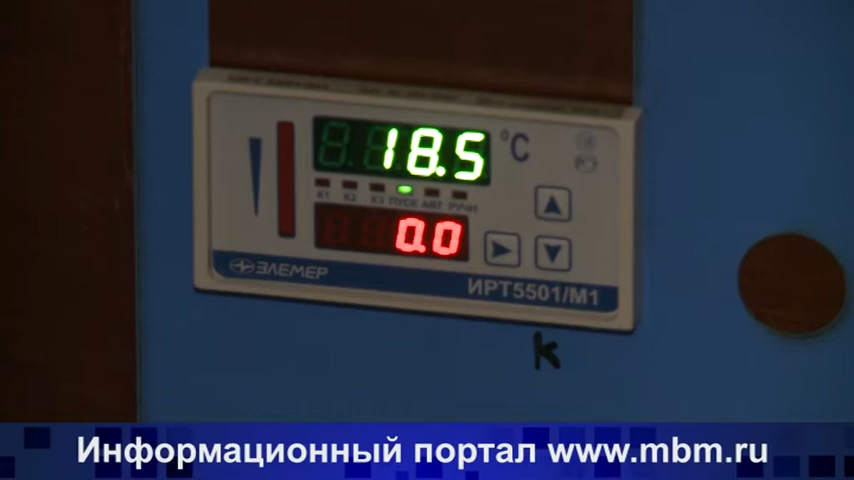 18.5 °C
К1 К2 К3 ПУСК АВТ РУЧН
0.0
ЭЛЕМЕР
ИРТ5501/М1
k
Информационный портал www.mbm.ru